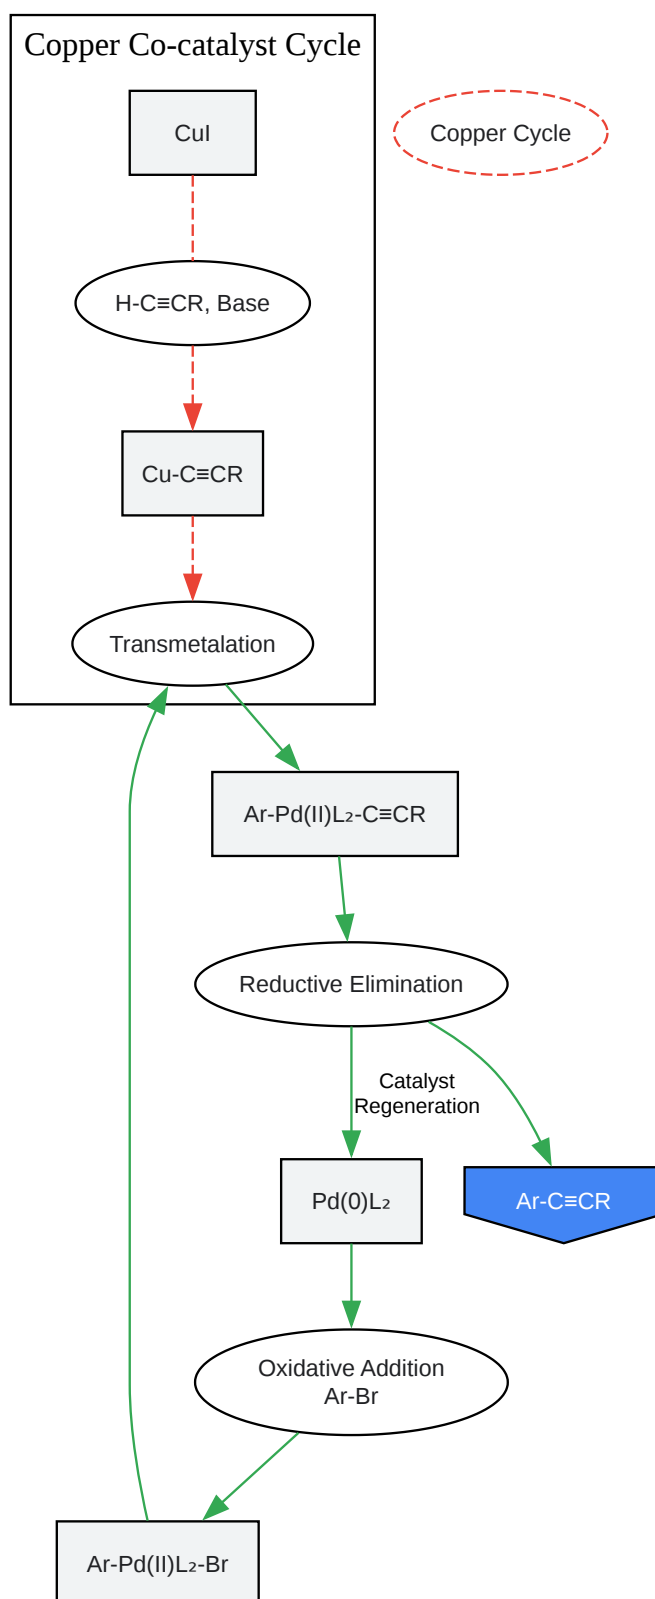 Copper Co-catalyst Cycle
CuI
Copper Cycle
H-C≡CR, Base
Cu-C≡CR
Transmetalation
Ar-Pd(II)L₂-C≡CR
Reductive Elimination
Catalyst
Regeneration
Pd(0)L₂
Ar-C≡CR
Oxidative Addition
Ar-Br
Ar-Pd(II)L₂-Br